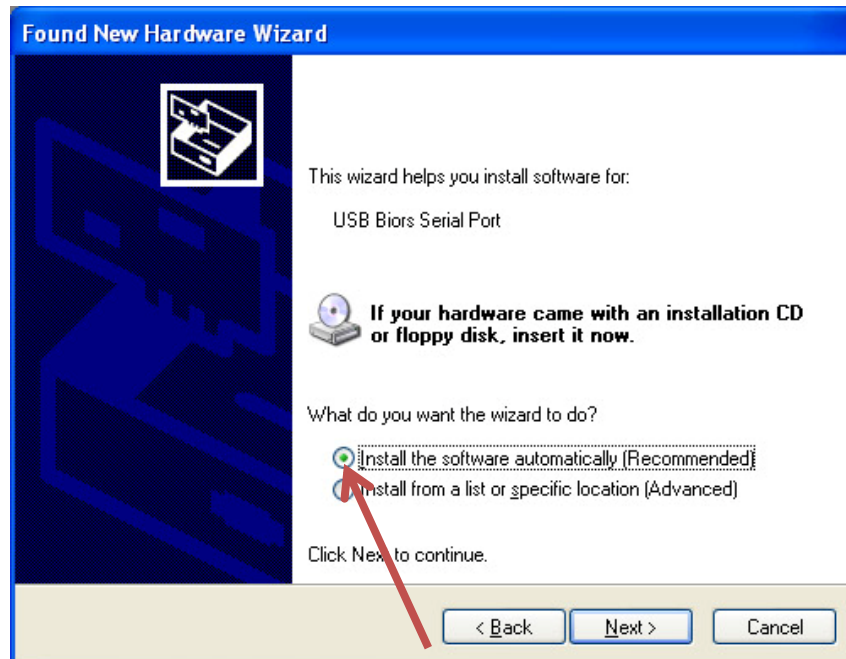 Found New Hardware Wizard
This wizard helps you install software for:
USB Biors Serial Port
If your hardware came with an installation CD
or floppy disk, insert it now.
What do you want the wizard to do?
Install the software automatically (Recommended)
Install from a list or specific location (Advanced)
Click Next to continue.
< Back
Next >
Cancel